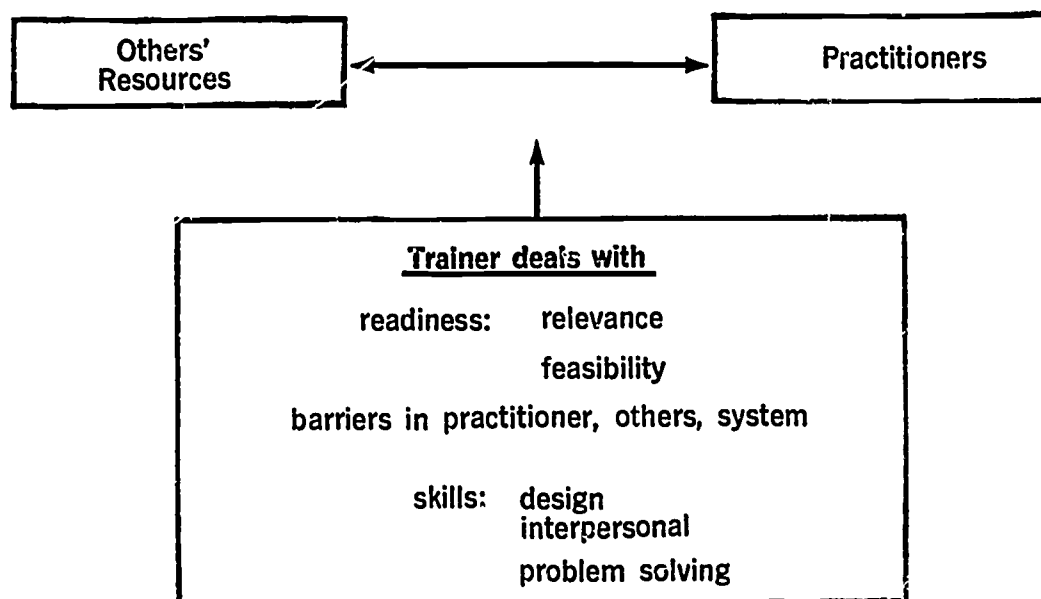 Others'
Resources
Practitioners
Trainer deals with
readiness: relevance
feasibility
barriers in practitioner, others, system
skills: design
interpersonal
problem solving